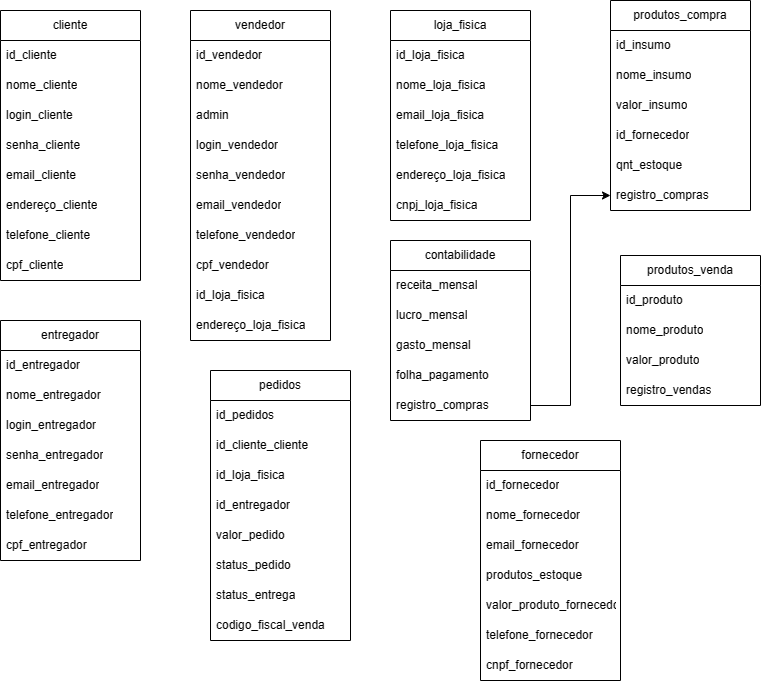 cliente
id_cliente
nome_cliente
login_cliente
senha_cliente
email_cliente
endereço_cliente
telefone_cliente
cpf_cliente
vendedor
id_vendedor
nome_vendedor
admin
login_vendedor
senha_vendedor
email_vendedor
telefone_vendedor
cpf_vendedor
id_loja_fisica
endereço_loja_fisica
loja_fisica
id_loja_fisica
nome_loja_fisica
email_loja_fisica
telefone_loja_fisica
endereço_loja_fisica
cnpj_loja_fisica
produtos_compra
id_insumo
nome_insumo
valor_insumo
id_fornecedor
qnt_estoque
registro_compras
contabilidade
receita_mensal
lucro_mensal
gasto_mensal
folha_pagamento
registro_compras
produtos_venda
id_produto
nome_produto
valor_produto
registro_vendas
entregador
id_entregador
nome_entregador
login_entregador
senha_entregador
email_entregador
telefone_entregador
cpf_entregador
pedidos
id_pedidos
id_cliente_cliente
id_loja_fisica
id_entregador
valor_pedido
status_pedido
status_entrega
codigo_fiscal_venda
fornecedor
id_fornecedor
nome_fornecedor
email_fornecedor
produtos_estoque
valor_produto_fornecedo
telefone_fornecedor
cnpf_fornecedor